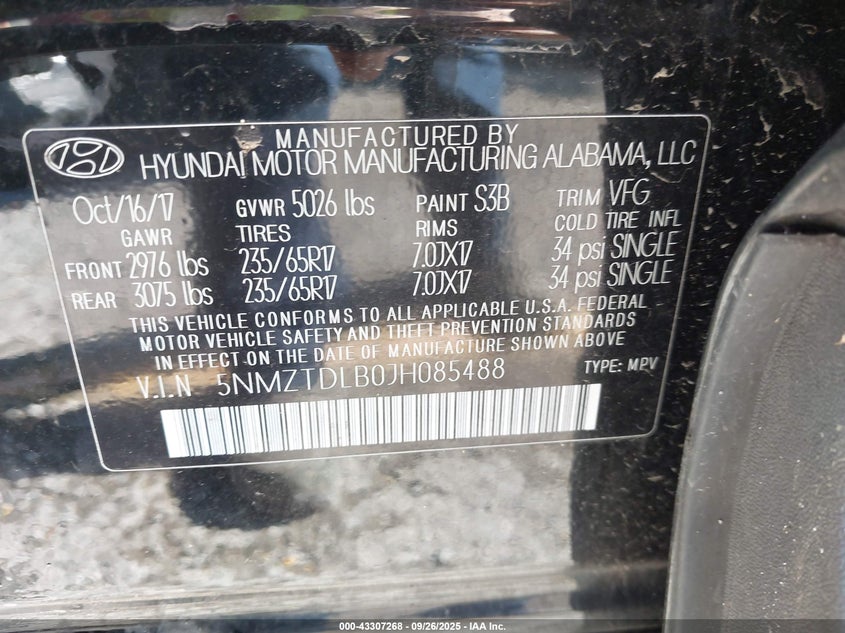 MANUFACTURED BY
HYUNDAI MOTOR MANUFACTURING ALABAMA, LLC
Oct/16/17 GVWR 5026 lbs PAINT S3B TRIM VFG
GAWR TIRES RIMS COLD TIRE INFL
FRONT 2976 lbs 235/65R17 7.0JX17 34 psi SINGLE
REAR 3075 lbs 235/65R17 7.0JX17 34 psi SINGLE
THIS VEHICLE CONFORMS TO ALL APPLICABLE U.S.A. FEDERAL
MOTOR VEHICLE SAFETY AND THEFT PREVENTION STANDARDS
IN EFFECT ON THE DATE OF MANUFACTURE SHOWN ABOVE
V.I.N 5NMZTDLB0JH085488 TYPE: MPV
000-43307268 - 09/26/2025 - IAA Inc.